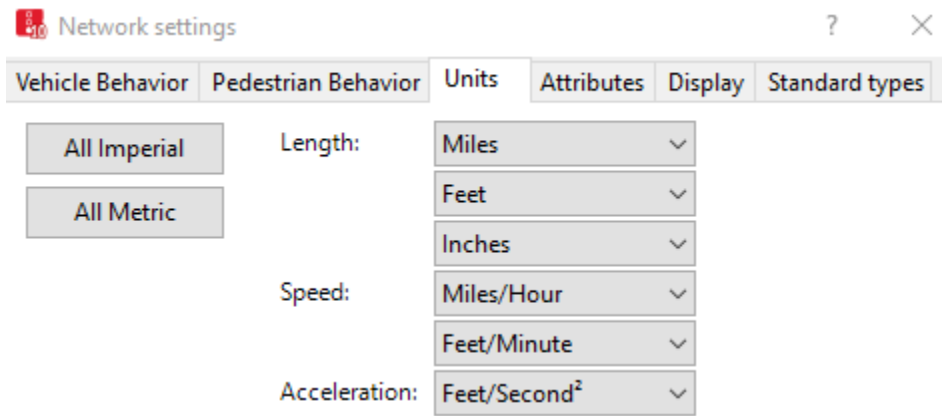 10 Network settings ?
Vehicle Behavior Pedestrian Behavior Units Attributes Display Standard types
All Imperial Length: Miles
All Metric Feet
Inches
Speed: Miles/Hour
Feet/Minute
Acceleration: Feet/Second²